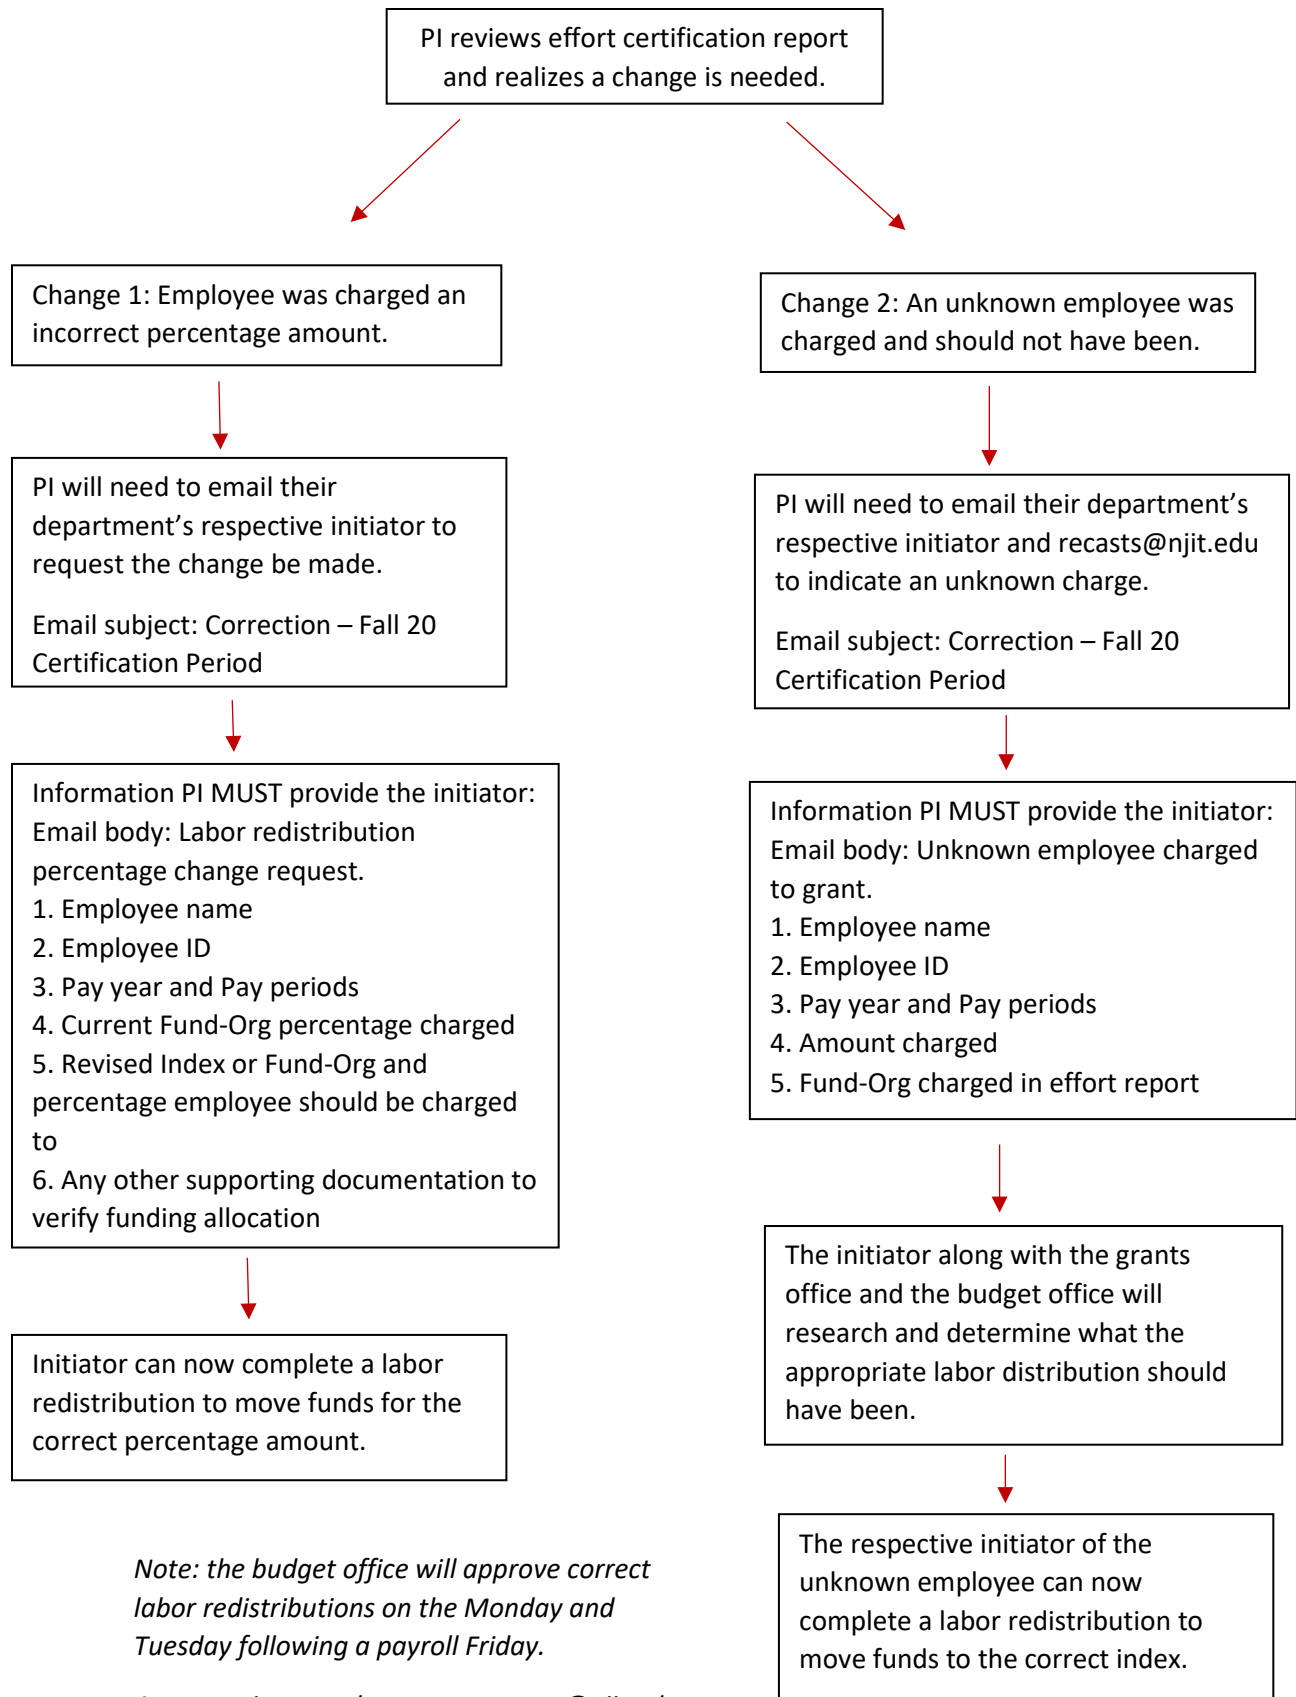 PI reviews effort certification report
and realizes a change is needed.
Change 1: Employee was charged an
incorrect percentage amount.
PI will need to email their
department’s respective initiator to
request the change be made.
Email subject: Correction – Fall 20
Certification Period
Information PI MUST provide the initiator:
Email body: Labor redistribution
percentage change request.
1. Employee name
2. Employee ID
3. Pay year and Pay periods
4. Current Fund-Org percentage charged
5. Revised Index or Fund-Org and
percentage employee should be charged
to
6. Any other supporting documentation to
verify funding allocation
Initiator can now complete a labor
redistribution to move funds for the
correct percentage amount.
Change 2: An unknown employee was
charged and should not have been.
PI will need to email their department’s
respective initiator and recasts@njit.edu
to indicate an unknown charge.
Email subject: Correction – Fall 20
Certification Period
Information PI MUST provide the initiator:
Email body: Unknown employee charged
to grant.
1. Employee name
2. Employee ID
3. Pay year and Pay periods
4. Amount charged
5. Fund-Org charged in effort report
The initiator along with the grants
office and the budget office will
research and determine what the
appropriate labor distribution should
have been.
The respective initiator of the
unknown employee can now
complete a labor redistribution to
move funds to the correct index.
Note: the budget office will approve correct
labor redistributions on the Monday and
Tuesday following a payroll Friday.